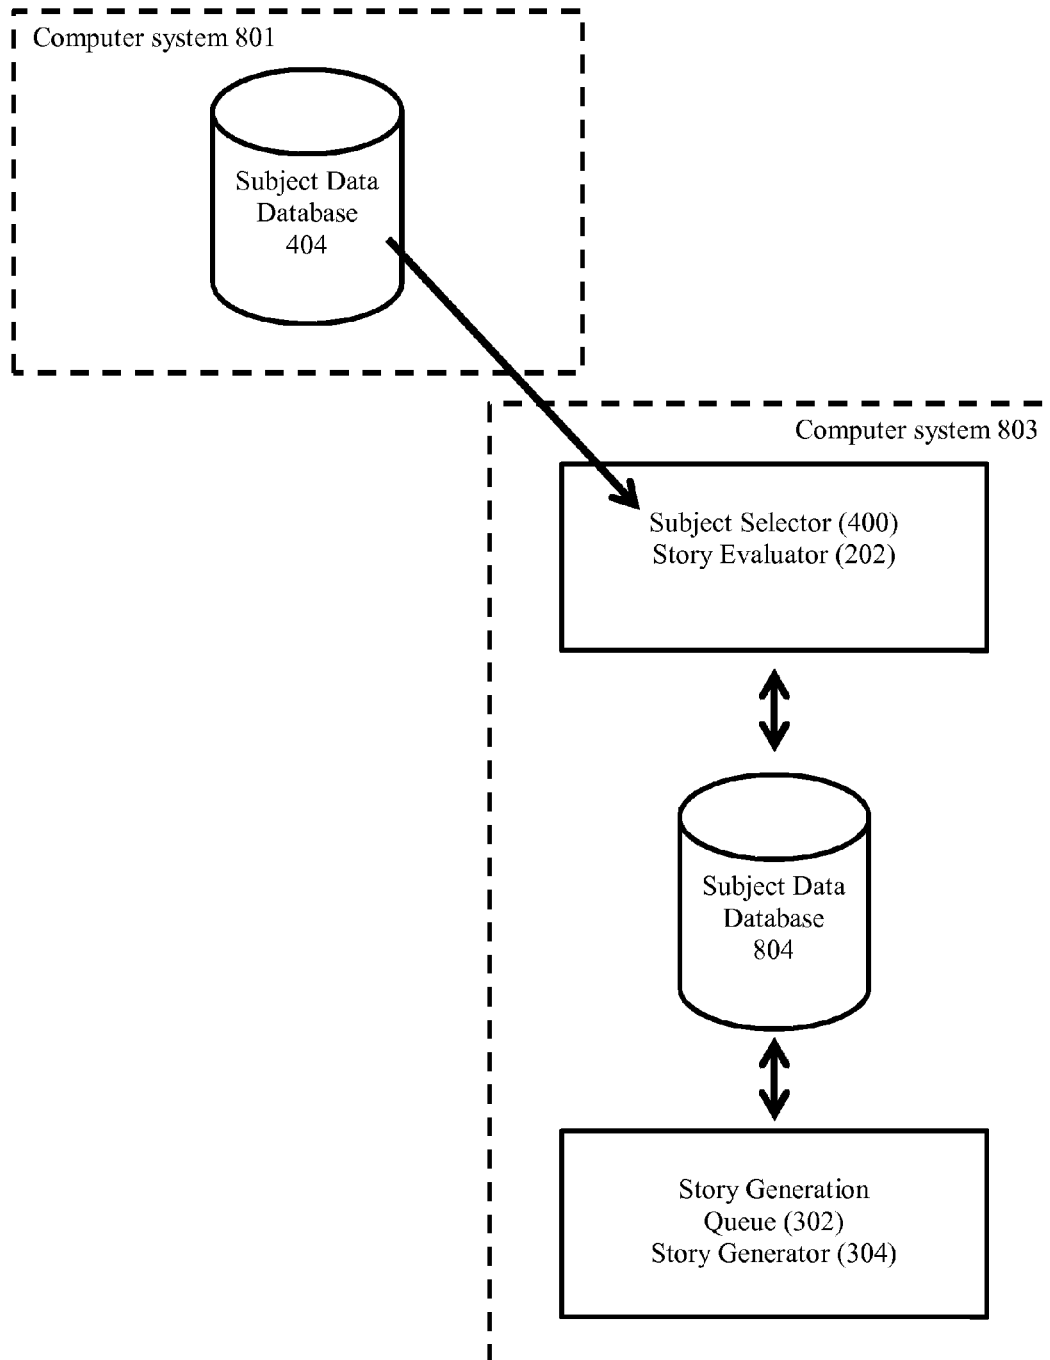 Computer system 801
Subject Data
Database
404
Computer system 803
Subject Selector (400)
Story Evaluator (202)
Subject Data
Database
804
Story Generation
Queue (302)
Story Generator (304)